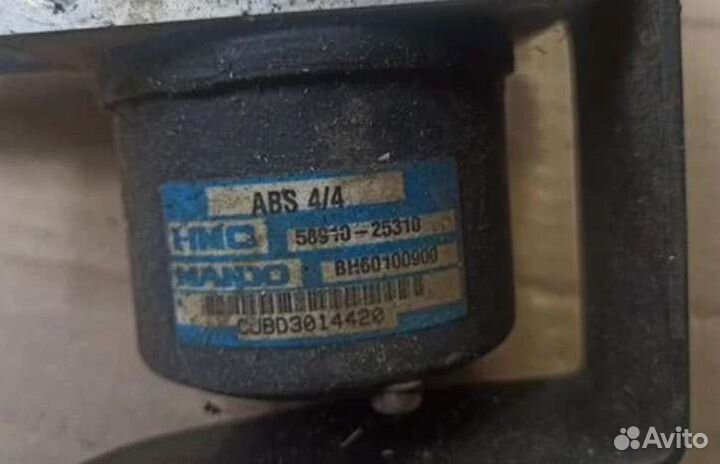 ABS 4/4
HMC 58910-25310
MANDO BH60100900
CJBD3014420
Avito